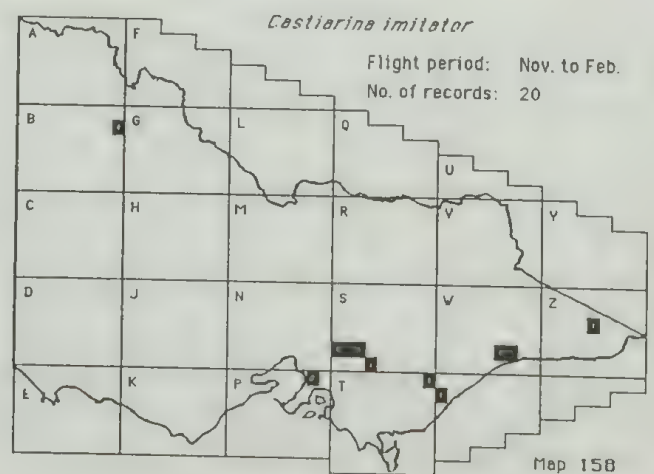 Castiarina imitator
Flight period: Nov. to Feb.
No. of records: 20
A F
B G L Q
U
C H M R V Y
D J N S W Z
E K P T
Map 158